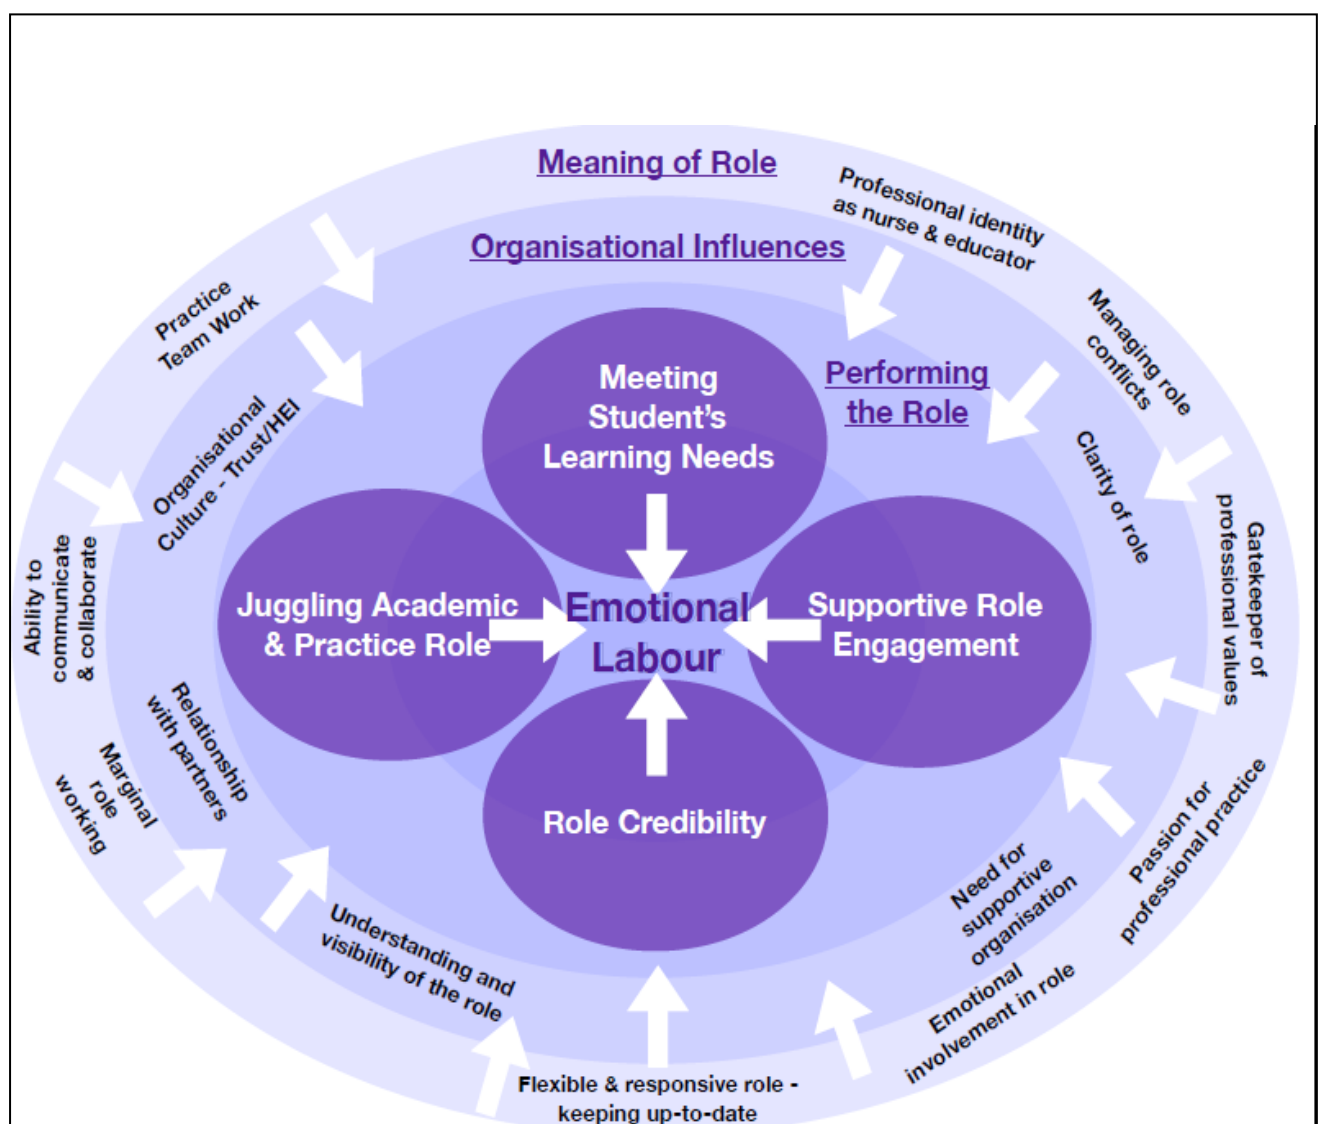 Meaning of Role
Organisational Influences
Performing
the Role
Professional identity
as nurse & educator
Managing role
conflicts
Clarity of role
Gatekeeper of
professional values
Passion for
professional practice
Need for
supportive
organisation
Emotional
involvement in role
Flexible & responsive role -
keeping up-to-date
Understanding and
visibility of the role
Relationship
with partners
Marginal
role
working
Ability to
communicate
& collaborate
Organisational
Culture - Trust/HEI
Practice
Team Work
Meeting
Student's
Learning Needs
Juggling Academic
& Practice Role
Emotional
Labour
Supportive Role
Engagement
Role Credibility